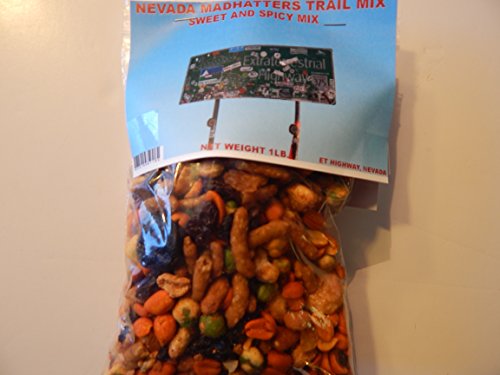 NEVADA MADHATTERS TRAIL MIX
SWEET AND SPICY MIX
Extraterrestrial
Highway
NET WEIGHT 1LB.
ET HIGHWAY, NEVADA